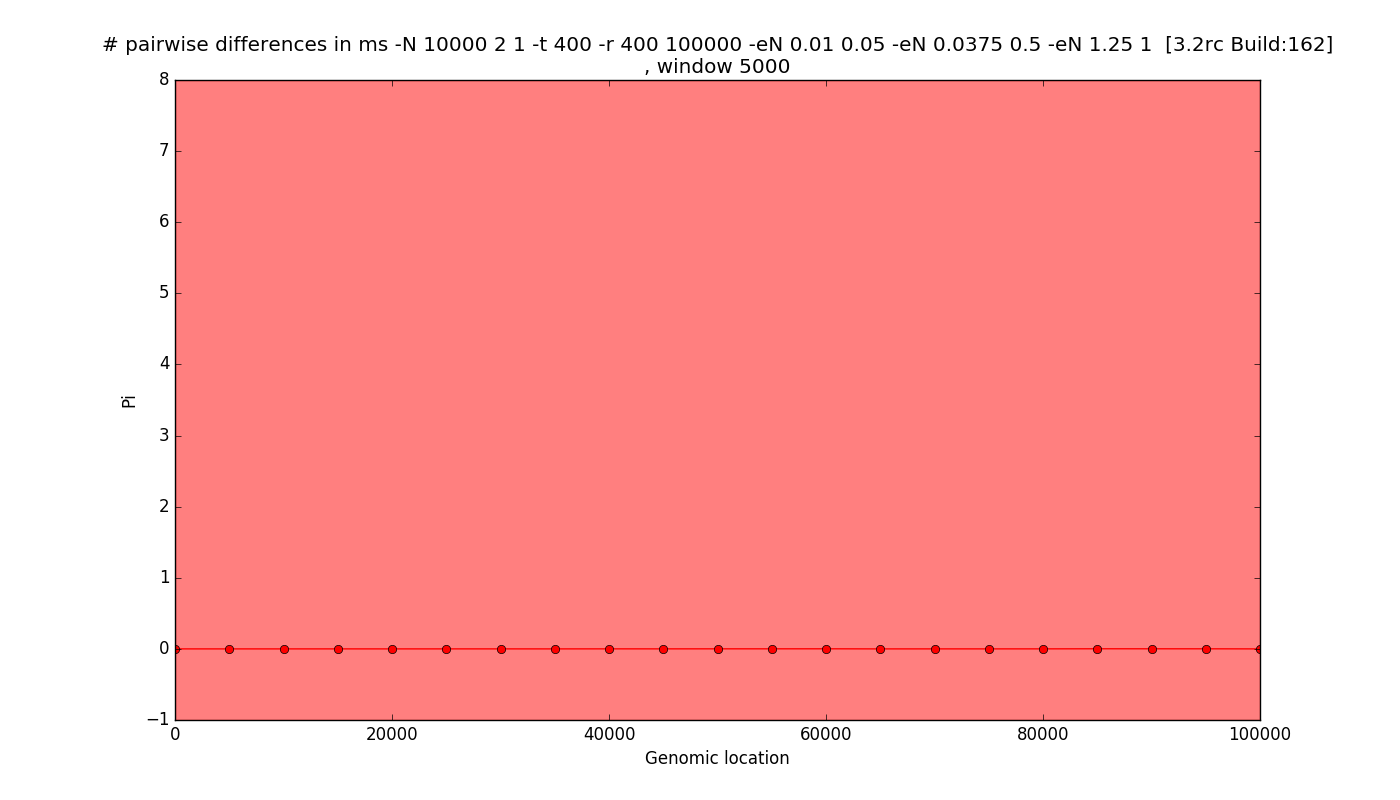 # pairwise differences in ms -N 10000 2 1 -t 400 -r 400 100000 -eN 0.01 0.05 -eN 0.0375 0.5 -eN 1.25 1  [3.2rc Build:162]
, window 5000
8
7
6
5
4
3
2
1
0
−1
Pi
0 20000 40000 60000 80000 100000
Genomic location